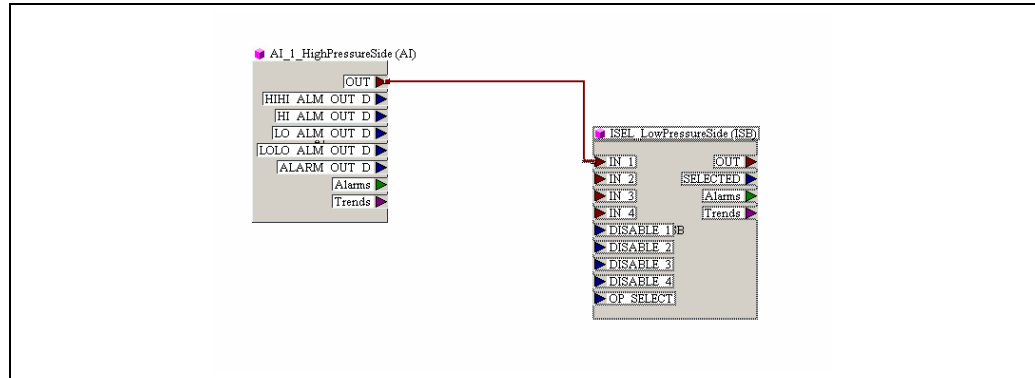 AI_1_HighPressureSide (AI)
OUT
HIHI_ALM_OUT_D
HI_ALM_OUT_D
LO_ALM_OUT_D
LOLO_ALM_OUT_D
ALARM_OUT_D
Alarms
Trends
ISEL_LowPressureSide (ISB)
IN_1
OUT
IN_2
SELECTED
IN_3
Alarms
IN_4
Trends
DISABLE_1
DISABLE_2
DISABLE_3
DISABLE_4
OP_SELECT